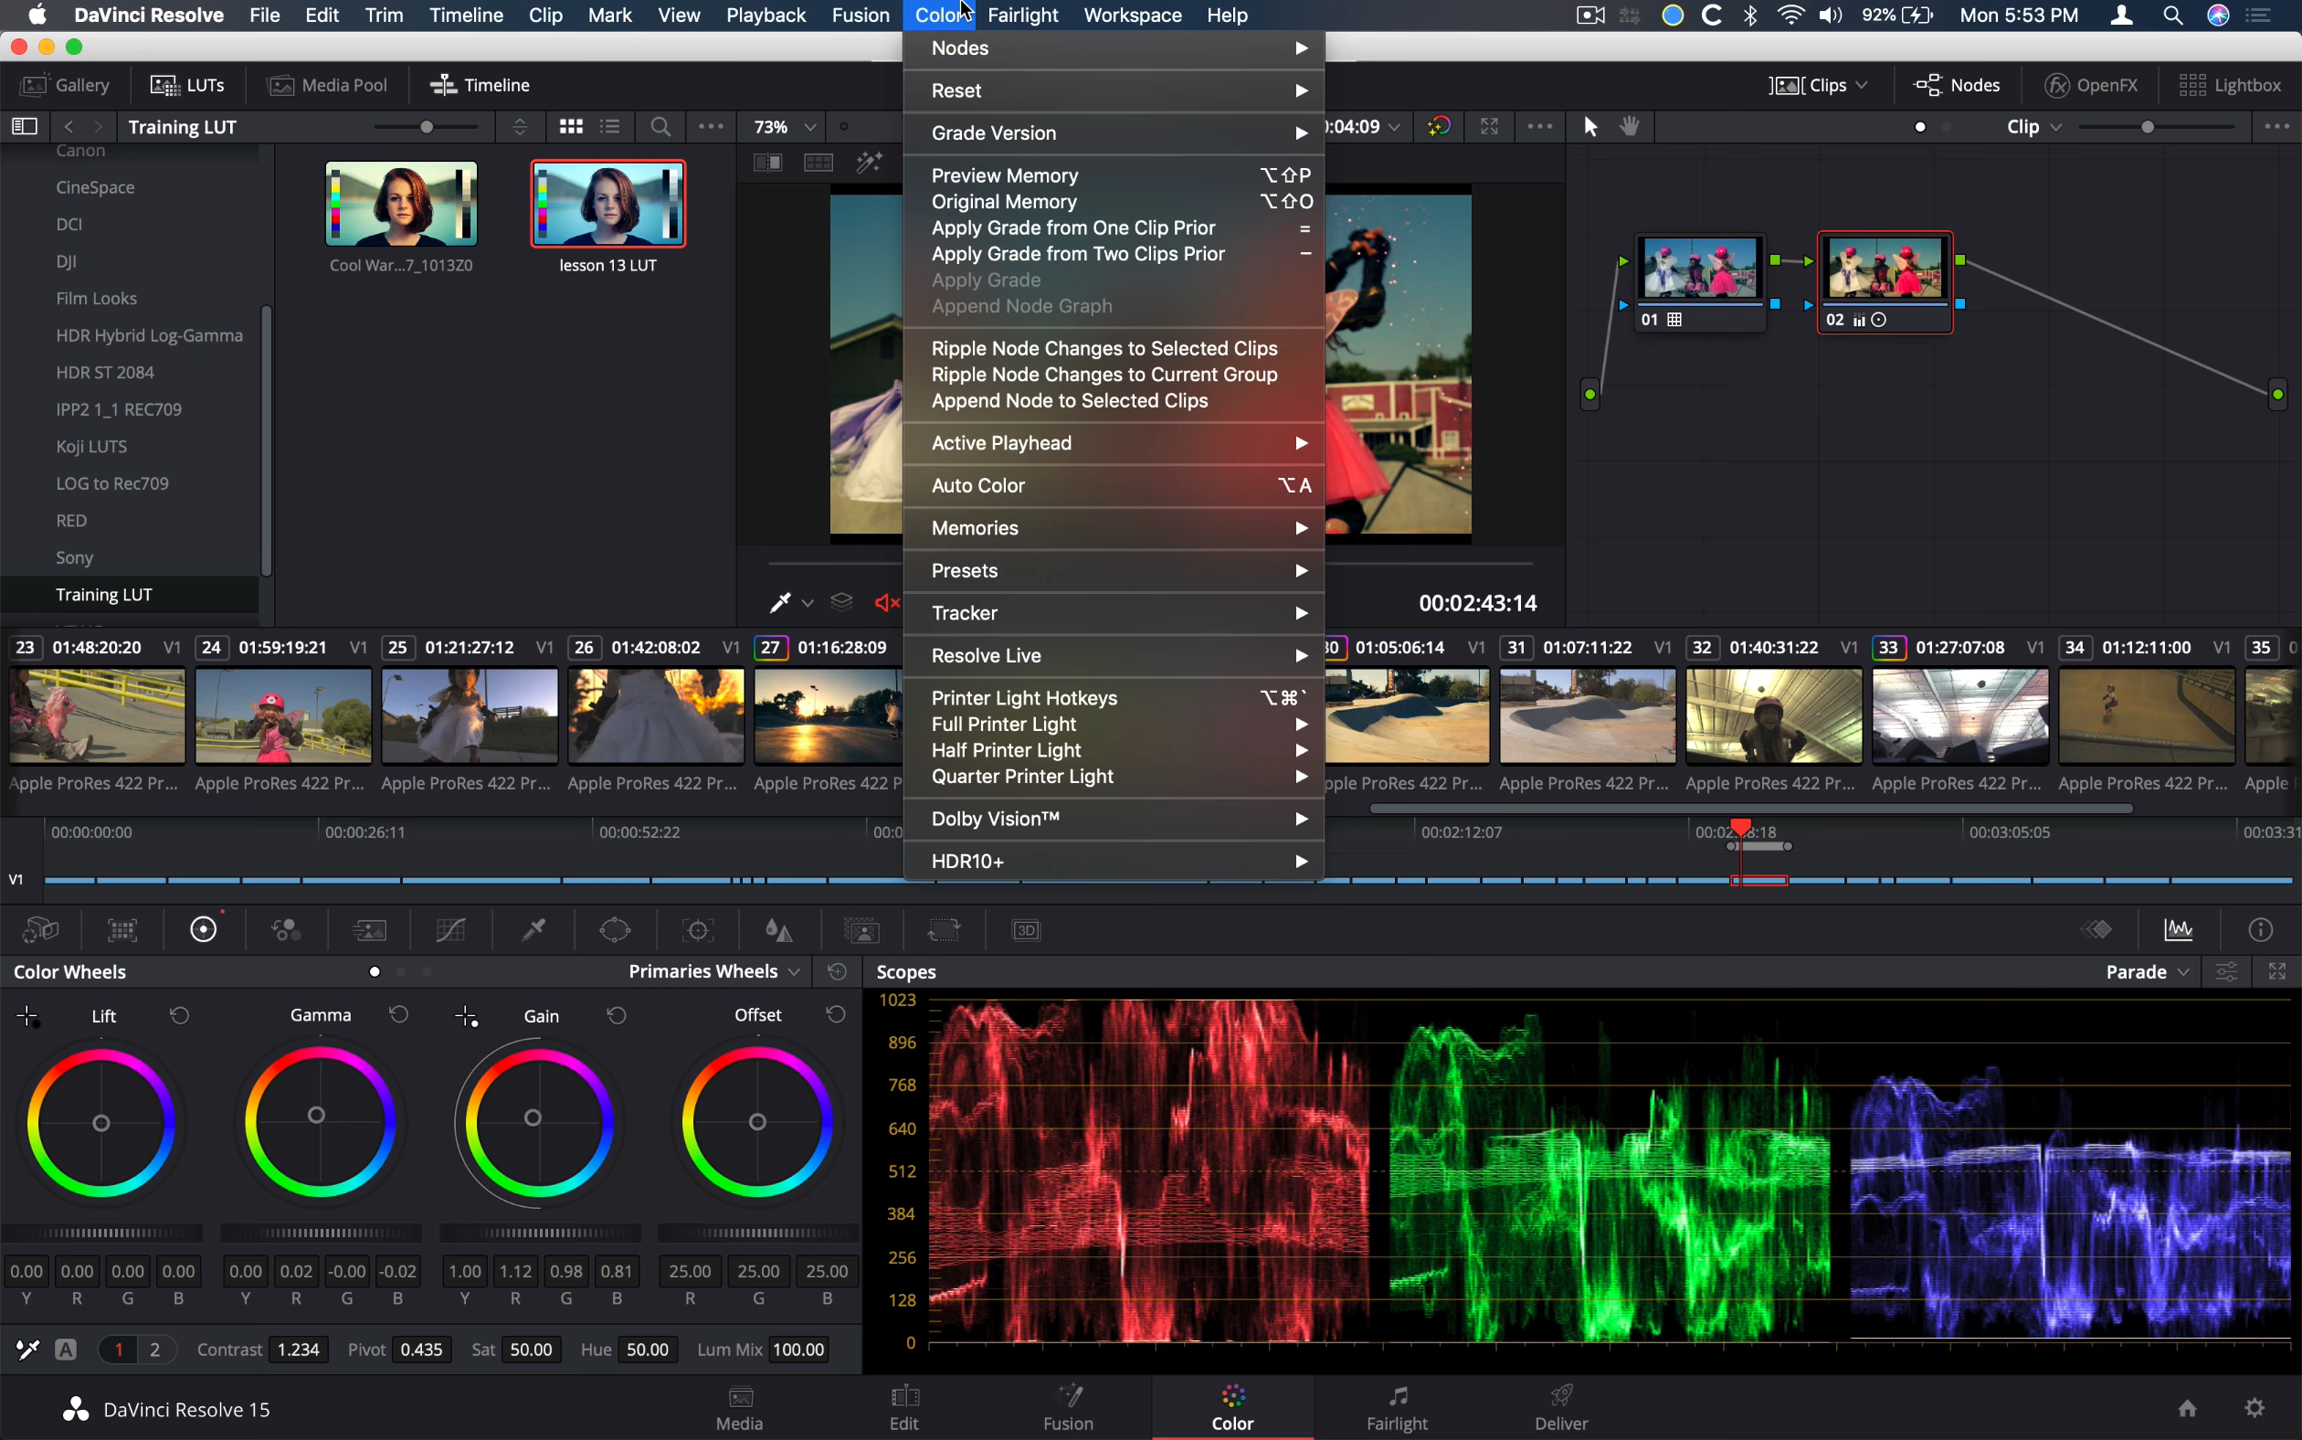 DaVinci Resolve File Edit Trim Timeline Clip Mark View Playback Fusion Color Fairlight Workspace Help 92% Mon 5:53 PM
Gallery LUTs Media Pool Timeline Clips Nodes OpenFX Lightbox
Training LUT 73% :04:09 Clip
Canon
CineSpace
DCI
DJI
Film Looks
HDR Hybrid Log-Gamma
HDR ST 2084
IPP2 1_1 REC709
Koji LUTS
LOG to Rec709
RED
Sony
Training LUT
Cool War...7_1013Z0 lesson 13 LUT
Nodes
Reset
Grade Version
Preview Memory ⌥⇧P
Original Memory ⌥⇧O
Apply Grade from One Clip Prior =
Apply Grade from Two Clips Prior −
Apply Grade
Append Node Graph
Ripple Node Changes to Selected Clips
Ripple Node Changes to Current Group
Append Node to Selected Clips
Active Playhead
Auto Color ⌥A
Memories
Presets
Tracker
Resolve Live
Printer Light Hotkeys ⌥⌘`
Full Printer Light
Half Printer Light
Quarter Printer Light
Dolby Vision™
HDR10+
01 02
00:02:43:14
23 01:48:20:20 V1 24 01:59:19:21 V1 25 01:21:27:12 V1 26 01:42:08:02 V1 27 01:16:28:09 30 01:05:06:14 V1 31 01:07:11:22 V1 32 01:40:31:22 V1 33 01:27:07:08 V1 34 01:12:11:00 V1 35
Apple ProRes 422 Pr... Apple ProRes 422 Pr... Apple ProRes 422 Pr... Apple ProRes 422 Pr... Apple ProRes 422 P pple ProRes 422 Pr... Apple ProRes 422 Pr... Apple ProRes 422 Pr... Apple ProRes 422 Pr... Apple ProRes 422 Pr... Apple
00:00:00:00 00:00:26:11 00:00:52:22 00:0 00:02:12:07 00:03:05:05 00:03:31
V1
3D
Color Wheels Primaries Wheels Scopes Parade
Lift Gamma Gain Offset
0.00 0.00 0.00 0.00 0.00 0.02 -0.00 -0.02 1.00 1.12 0.98 0.81 25.00 25.00 25.00
Y R G B Y R G B Y R G B R G B
A 1 2 Contrast 1.234 Pivot 0.435 Sat 50.00 Hue 50.00 Lum Mix 100.00
1023
896
768
640
512
384
256
128
0
DaVinci Resolve 15 Media Edit Fusion Color Fairlight Deliver